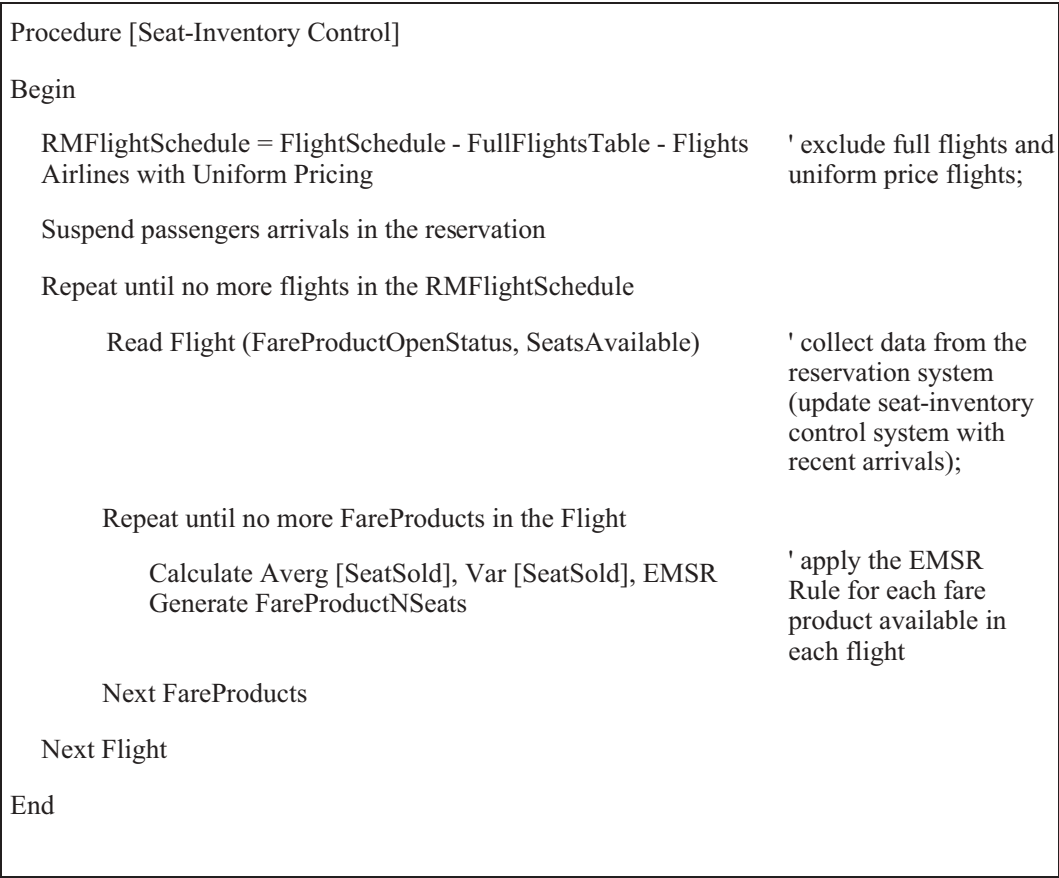 Procedure [Seat-Inventory Control]
Begin
RMFlightSchedule = FlightSchedule - FullFlightsTable - Flights
Airlines with Uniform Pricing
' exclude full flights and
uniform price flights;
Suspend passengers arrivals in the reservation
Repeat until no more flights in the RMFlightSchedule
Read Flight (FareProductOpenStatus, SeatsAvailable)
' collect data from the
reservation system
(update seat-inventory
control system with
recent arrivals);
Repeat until no more FareProducts in the Flight
Calculate Averg [SeatSold], Var [SeatSold], EMSR
Generate FareProductNSeats
' apply the EMSR
Rule for each fare
product available in
each flight
Next FareProducts
Next Flight
End